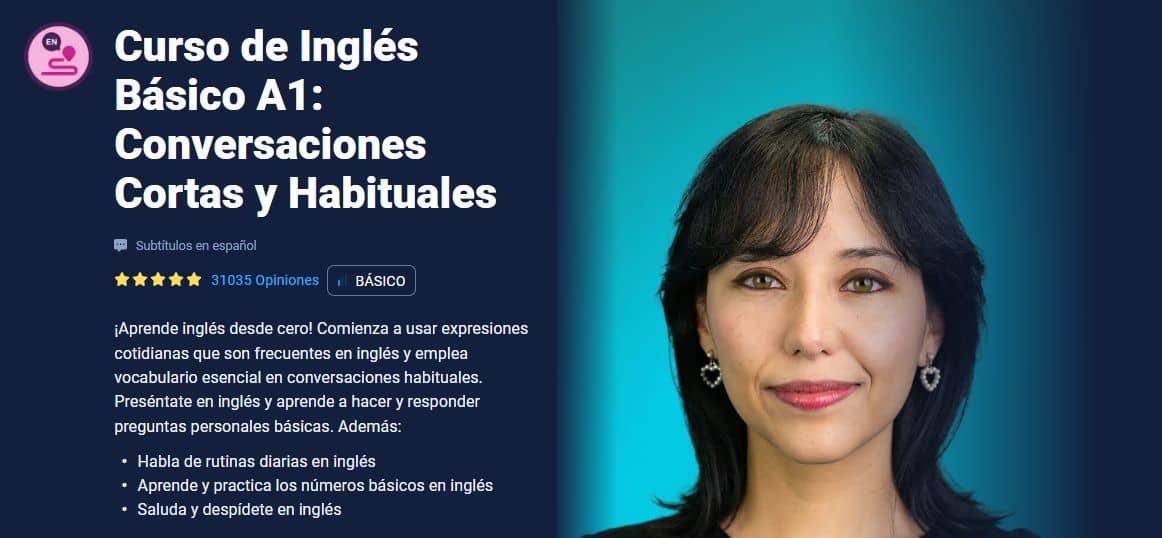 EN
Curso de Inglés
Básico A1:
Conversaciones
Cortas y Habituales
Subtítulos en español
31035 Opiniones BÁSICO
¡Aprende inglés desde cero! Comienza a usar expresiones
cotidianas que son frecuentes en inglés y emplea
vocabulario esencial en conversaciones habituales.
Preséntate en inglés y aprende a hacer y responder
preguntas personales básicas. Además:
• Habla de rutinas diarias en inglés
• Aprende y practica los números básicos en inglés
• Saluda y despídete en inglés